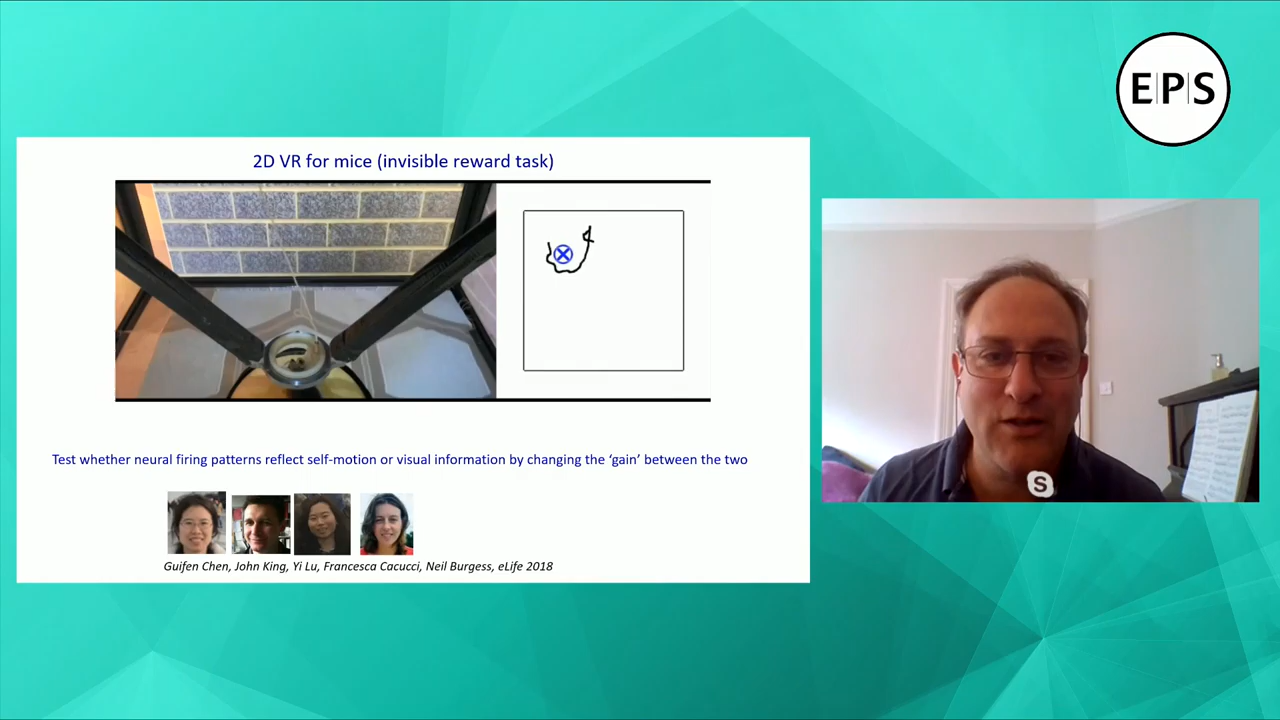 E|P|S
2D VR for mice (invisible reward task)
Test whether neural firing patterns reflect self-motion or visual information by changing the ‘gain’ between the two
Guifen Chen, John King, Yi Lu, Francesca Cacucci, Neil Burgess, eLife 2018
S